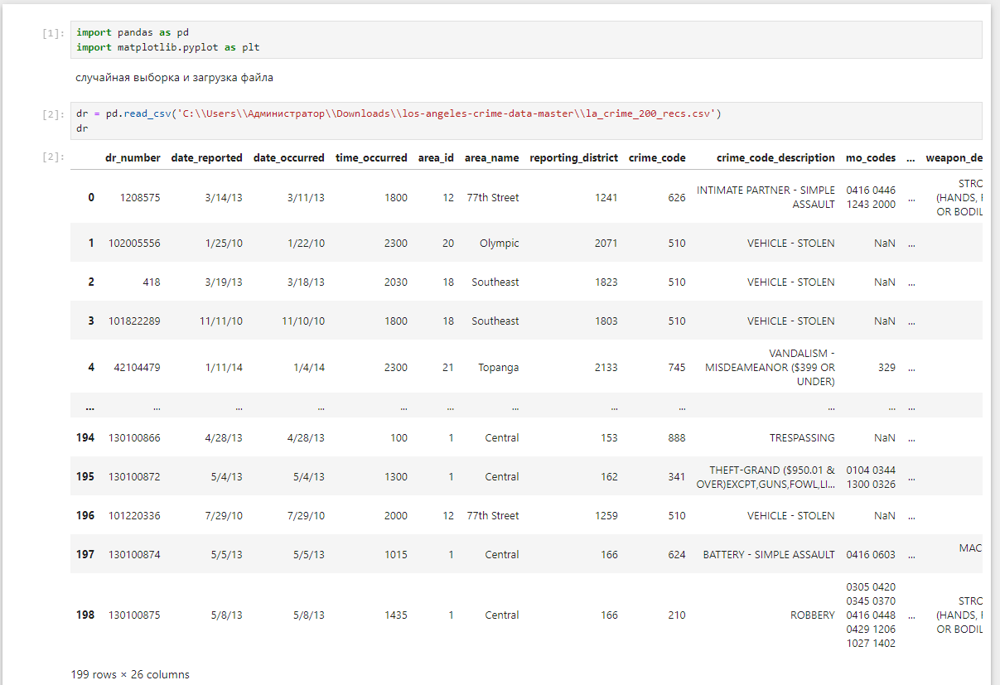 [1]: import pandas as pd
import matplotlib.pyplot as plt
случайная выборка и загрузка файла
[2]: dr = pd.read_csv('C:\\Users\\Администратор\\Downloads\\los-angeles-crime-data-master\\la_crime_200_recs.csv')
dr
[2]: dr_number date_reported date_occurred time_occurred area_id area_name reporting_district crime_code crime_code_description mo_codes ... weapon_de
0 1208575 3/14/13 3/11/13 1800 12 77th Street 1241 626 INTIMATE PARTNER - SIMPLE ASSAULT 0416 0446 1243 2000 ... STRO (HANDS, OR BODIL
1 102005556 1/25/10 1/22/10 2300 20 Olympic 2071 510 VEHICLE - STOLEN NaN ...
2 418 3/19/13 3/18/13 2030 18 Southeast 1823 510 VEHICLE - STOLEN NaN ...
3 101822289 11/11/10 11/10/10 1800 18 Southeast 1803 510 VEHICLE - STOLEN NaN ...
4 42104479 1/11/14 1/4/14 2300 21 Topanga 2133 745 VANDALISM - MISDEAMEANOR ($399 OR UNDER) 329 ...
... ... ... ... ... ... ... ... ... ... ... ...
194 130100866 4/28/13 4/28/13 100 1 Central 153 888 TRESPASSING NaN ...
195 130100872 5/4/13 5/4/13 1300 1 Central 162 341 THEFT-GRAND ($950.01 & OVER)EXCPT,GUNS,FOWL,LI... 0104 0344 1300 0326 ...
196 101220336 7/29/10 7/29/10 2000 12 77th Street 1259 510 VEHICLE - STOLEN NaN ...
197 130100874 5/5/13 5/5/13 1015 1 Central 166 624 BATTERY - SIMPLE ASSAULT 0416 0603 ... MAC
198 130100875 5/8/13 5/8/13 1435 1 Central 166 210 ROBBERY 0305 0420 0345 0370 0416 0448 0429 1206 1027 1402 ... STRO (HANDS, OR BODIL
199 rows × 26 columns